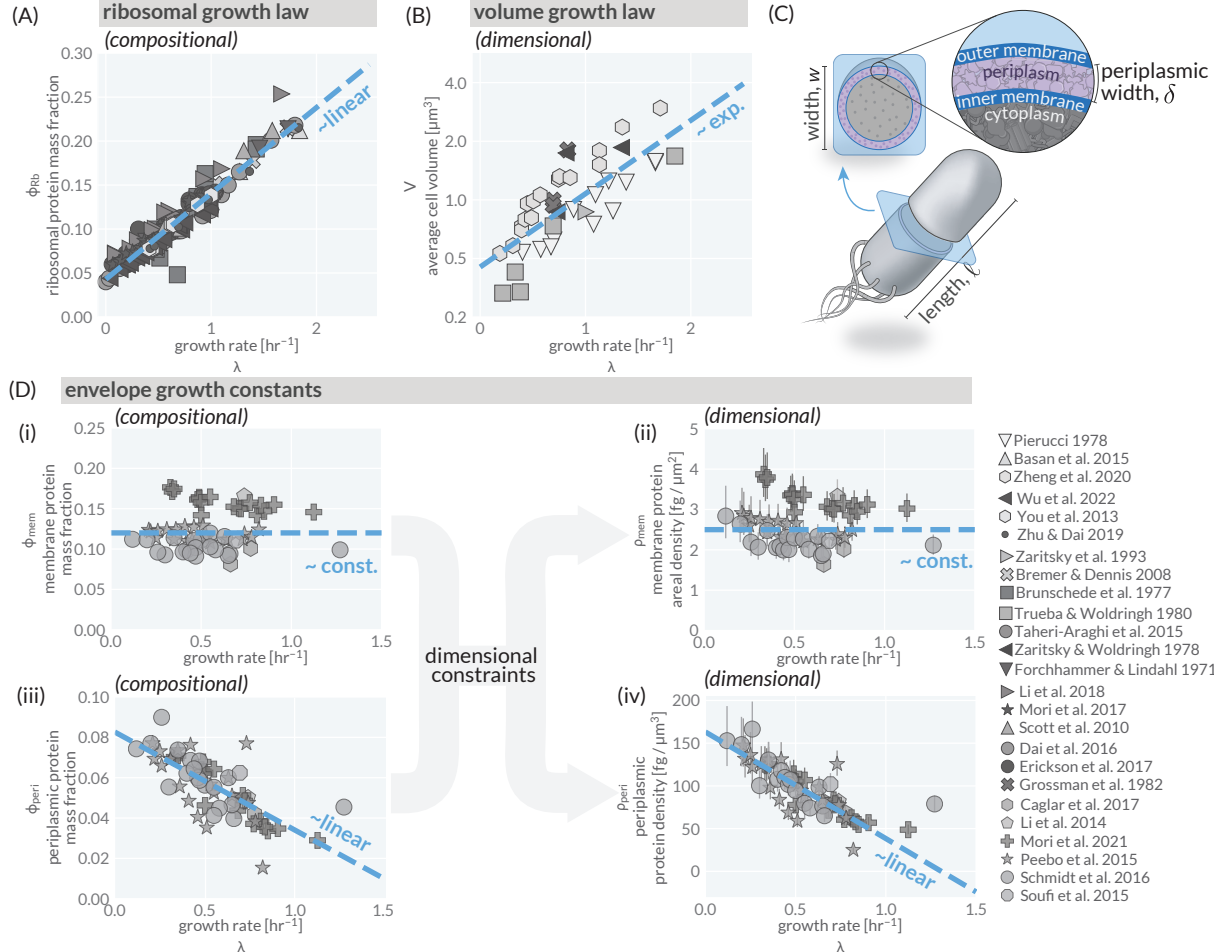 (A)
ribosomal growth law
(compositional)
0.30
0.25
0.20
0.15
0.10
0.05
0.00
ϕRb
ribosomal protein mass fraction
~linear
0
1
2
growth rate [hr⁻¹]
λ
(B)
volume growth law
(dimensional)
4.0
2.0
1.0
0.5
0.2
V
average cell volume [µm³]
~ exp.
0
1
2
growth rate [hr⁻¹]
λ
(C)
width, w
outer membrane
periplasm
inner membrane
cytoplasm
periplasmic
width, δ
length, ℓ
(D)
envelope growth constants
(i)
(compositional)
0.25
0.20
0.15
0.10
0.05
0.00
ϕmem
membrane protein
mass fraction
~ const.
0.0
0.5
1.0
1.5
growth rate [hr⁻¹]
(ii)
(dimensional)
5
4
3
2
1
0
ρmem
membrane protein
areal density [fg / µm²]
~ const.
0.0
0.5
1.0
1.5
growth rate [hr⁻¹]
dimensional
constraints
(iii)
(compositional)
0.10
0.08
0.06
0.04
0.02
0.00
ϕperi
periplasmic protein
mass fraction
~linear
0.0
0.5
1.0
1.5
growth rate [hr⁻¹]
λ
(iv)
(dimensional)
200
150
100
50
0
ρperi
periplasmic
protein density [fg / µm³]
~linear
0.0
0.5
1.0
1.5
growth rate [hr⁻¹]
λ
Pierucci 1978
Basan et al. 2015
Zheng et al. 2020
Wu et al. 2022
You et al. 2013
Zhu & Dai 2019
Zaritsky et al. 1993
Bremer & Dennis 2008
Brunschede et al. 1977
Trueba & Woldringh 1980
Taheri-Araghi et al. 2015
Zaritsky & Woldringh 1978
Forchhammer & Lindahl 1971
Li et al. 2018
Mori et al. 2017
Scott et al. 2010
Dai et al. 2016
Erickson et al. 2017
Grossman et al. 1982
Caglar et al. 2017
Li et al. 2014
Mori et al. 2021
Peebo et al. 2015
Schmidt et al. 2016
Soufi et al. 2015